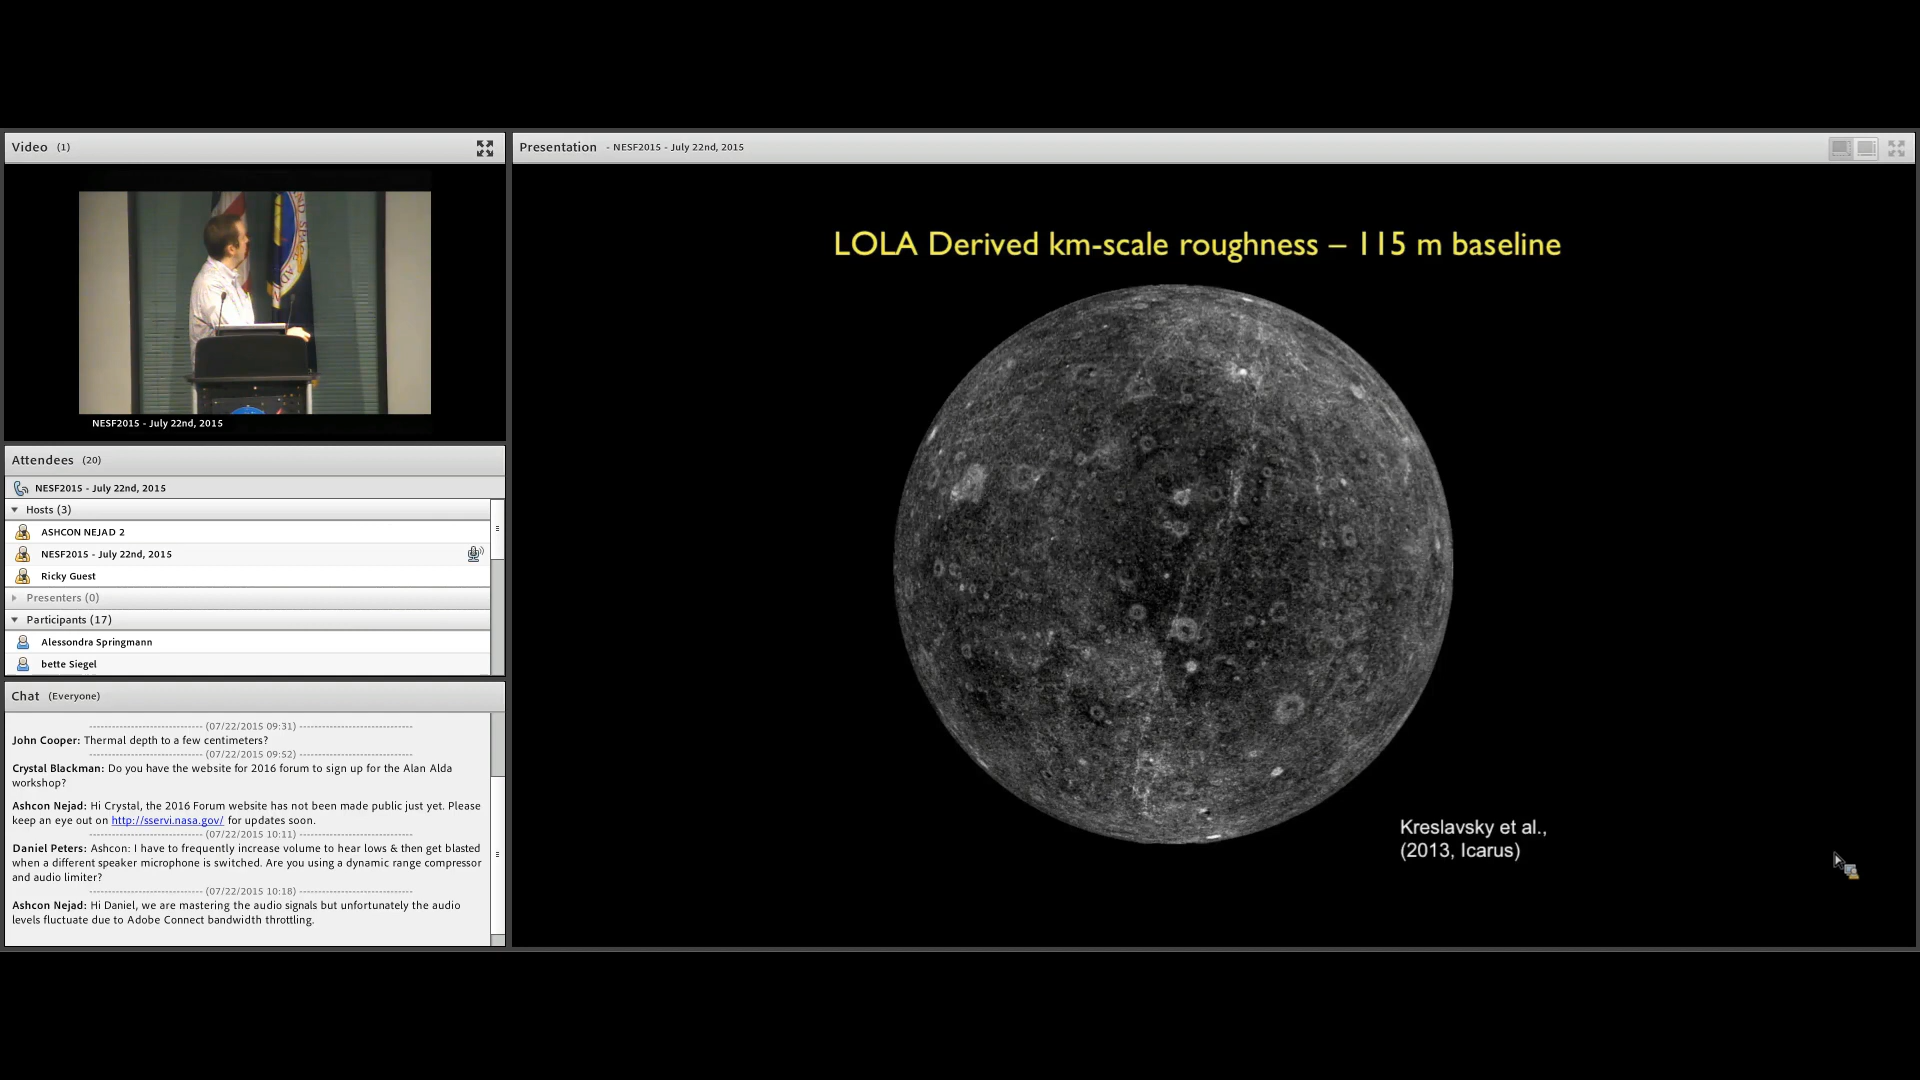 Video (1)
ND SPACE AD
NESF2015 - July 22nd, 2015
Attendees (20)
NESF2015 - July 22nd, 2015
Hosts (3)
ASHCON NEJAD 2
NESF2015 - July 22nd, 2015
Ricky Guest
Presenters (0)
Participants (17)
Alessondra Springmann
bette Siegel
Chat (Everyone)
------------------------------ (07/22/2015 09:31) ------------------------------
John Cooper: Thermal depth to a few centimeters?
------------------------------ (07/22/2015 09:52) ------------------------------
Crystal Blackman: Do you have the website for 2016 forum to sign up for the Alan Alda
workshop?
Ashcon Nejad: Hi Crystal, the 2016 Forum website has not been made public just yet. Please
keep an eye out on http://sservi.nasa.gov/ for updates soon.
------------------------------ (07/22/2015 10:11) ------------------------------
Daniel Peters: Ashcon: I have to frequently increase volume to hear lows & then get blasted
when a different speaker microphone is switched. Are you using a dynamic range compressor
and audio limiter?
------------------------------ (07/22/2015 10:18) ------------------------------
Ashcon Nejad: Hi Daniel, we are mastering the audio signals but unfortunately the audio
levels fluctuate due to Adobe Connect bandwidth throttling.
Presentation - NESF2015 - July 22nd, 2015
LOLA Derived km-scale roughness – 115 m baseline
Kreslavsky et al.,
(2013, Icarus)